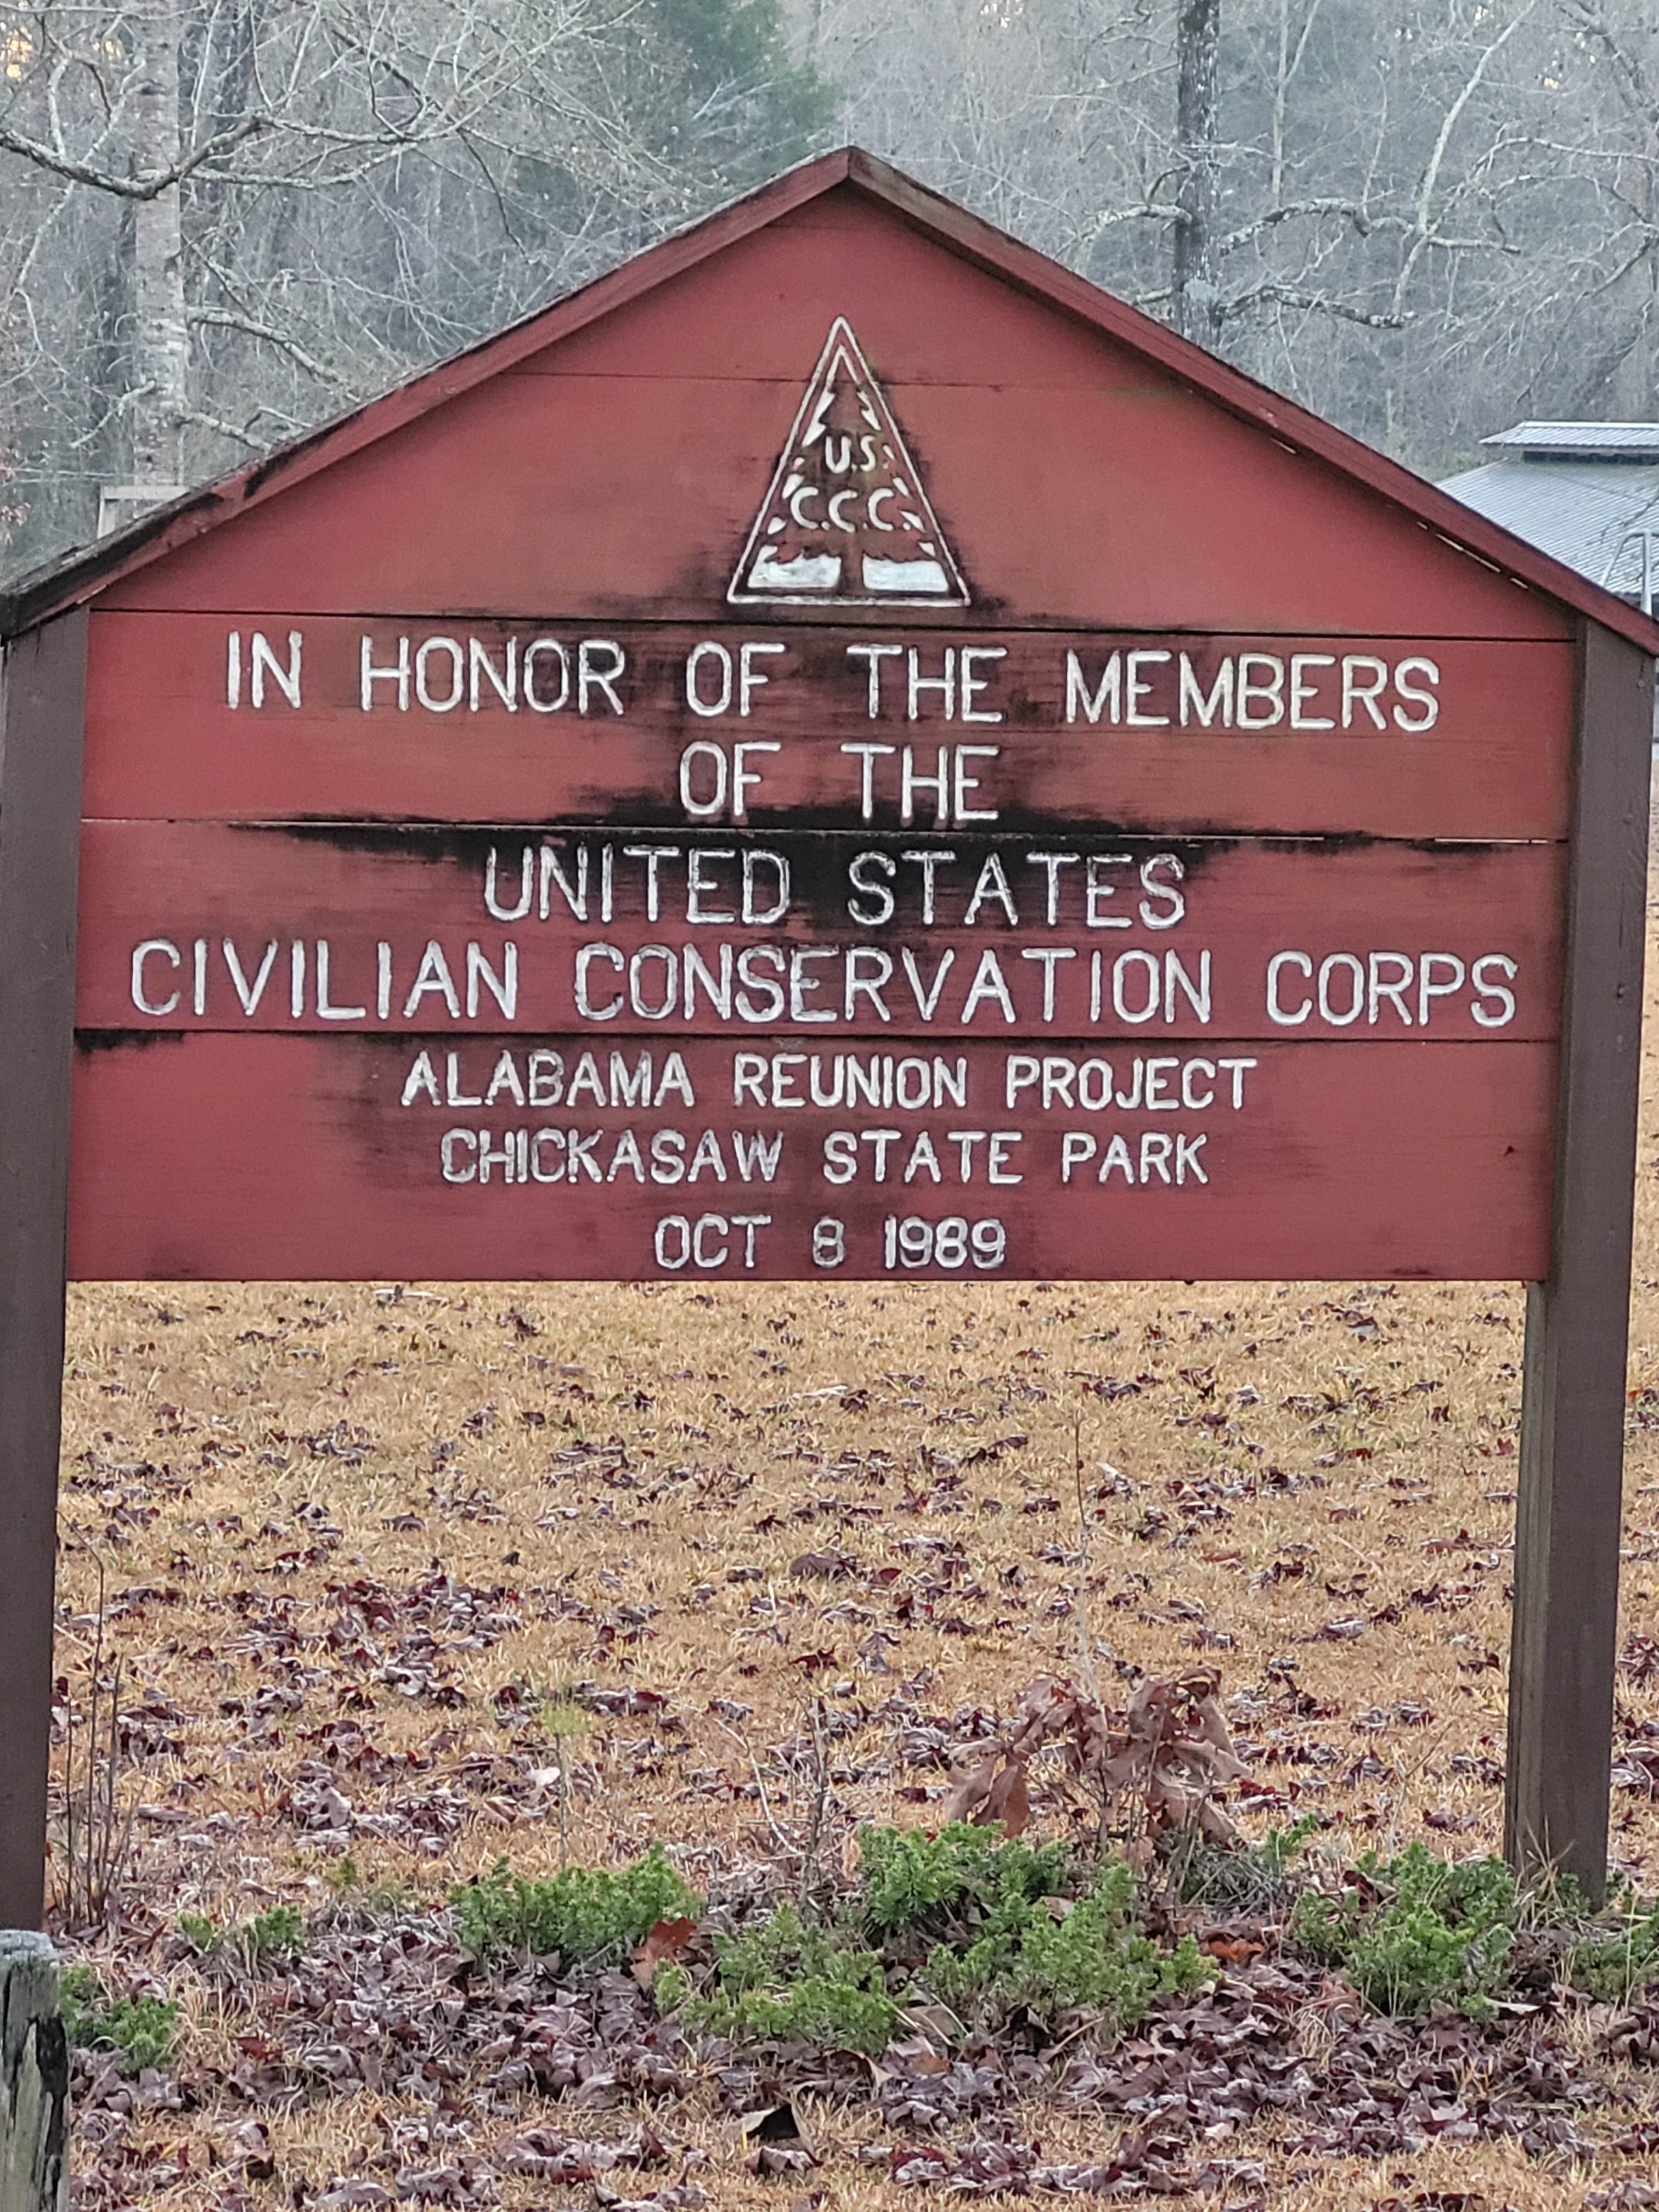 U.S.
C.C.C.
IN HONOR OF THE MEMBERS
OF THE
UNITED STATES
CIVILIAN CONSERVATION CORPS
ALABAMA REUNION PROJECT
CHICKASAW STATE PARK
OCT 8 1989